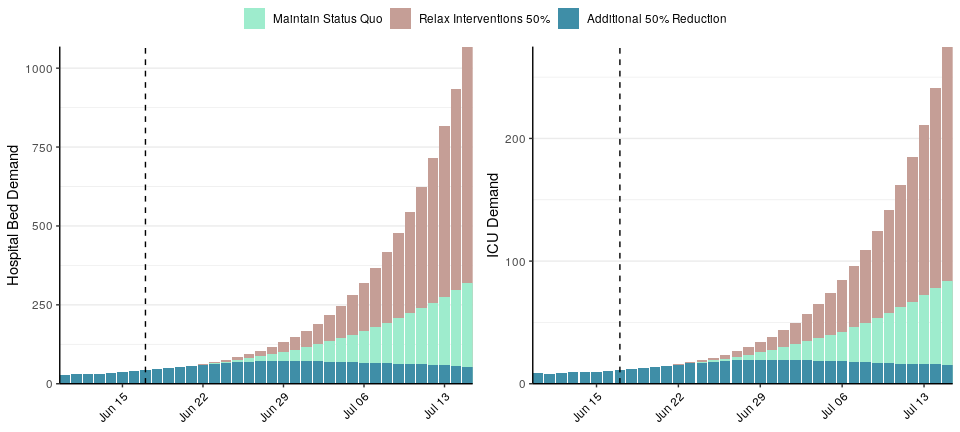 Maintain Status Quo Relax Interventions 50% Additional 50% Reduction
Hospital Bed Demand
1000
750
500
250
0
Jun 15 Jun 22 Jun 29 Jul 06 Jul 13
ICU Demand
200
100
0
Jun 15 Jun 22 Jun 29 Jul 06 Jul 13